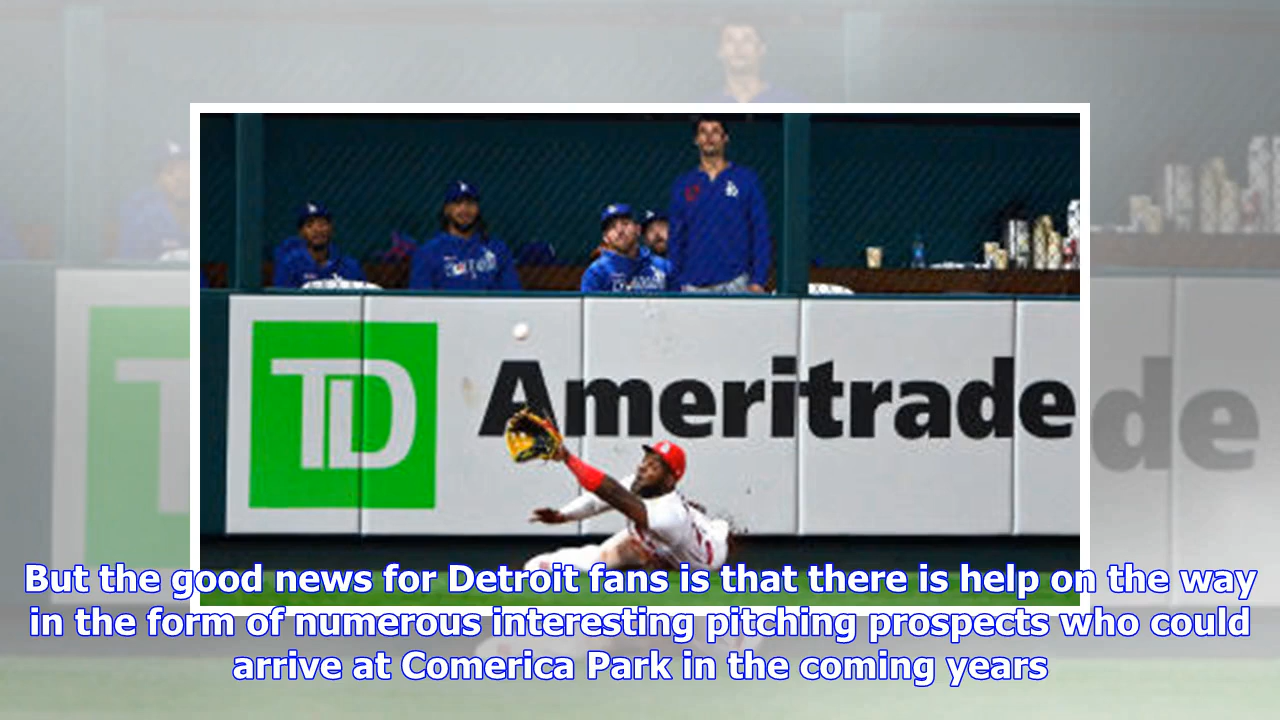 TD Ameritrade
de
But the good news for Detroit fans is that there is help on the way
in the form of numerous interesting pitching prospects who could
arrive at Comerica Park in the coming years